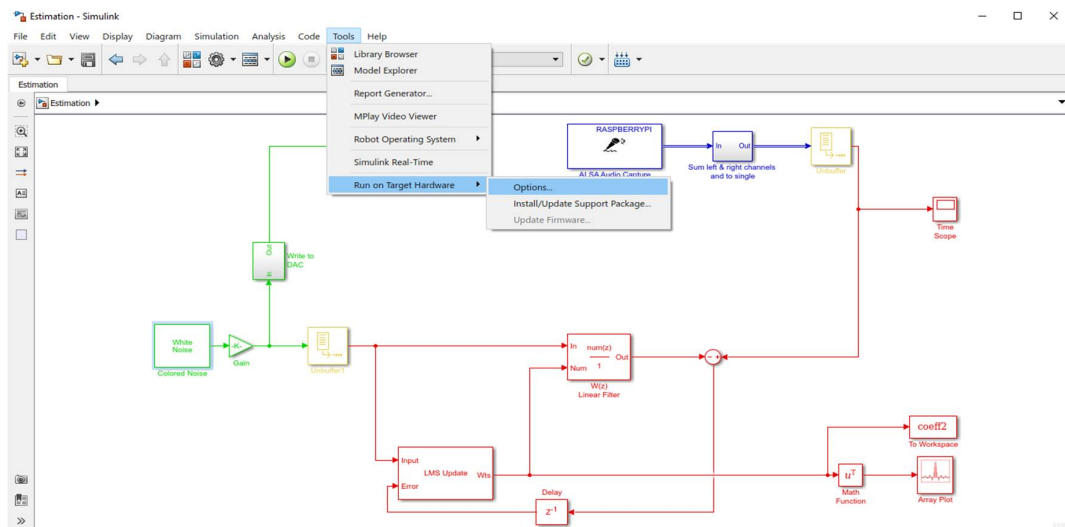 Estimation - Simulink
File Edit View Display Diagram Simulation Analysis Code Tools Help
Library Browser
Model Explorer
Report Generator...
MPlay Video Viewer
Robot Operating System
Simulink Real-Time
Run on Target Hardware
Options...
Install/Update Support Package...
Update Firmware...
Estimation
Estimation
RASPBERRYPI
ALSA Audio Capture
In Out
Sum left & right channels
and to single
Unbuffer
Time
Scope
Out
In
Write to
DAC
White
Noise
Colored Noise
-K-
Gain
Unbuffer1
In
Num
num(z)
1
Out
W(z)
Linear Filter
- +
Input
Error
LMS Update
Wts
Delay
z-1
coeff2
To Workspace
uT
Math
Function
Array Plot